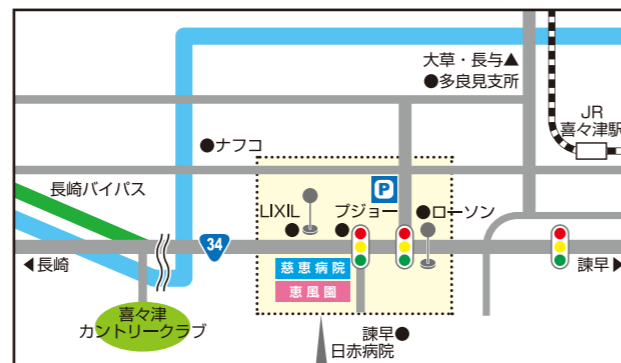 大草・長与▲
●多良見支所
JR
喜々津駅
●ナフコ
P
長崎バイパス
LIXIL
プジョー
●ローソン
34
◀長崎
慈恵病院
諫早▶
恵風園
喜々津
カントリークラブ
諫早●
日赤病院